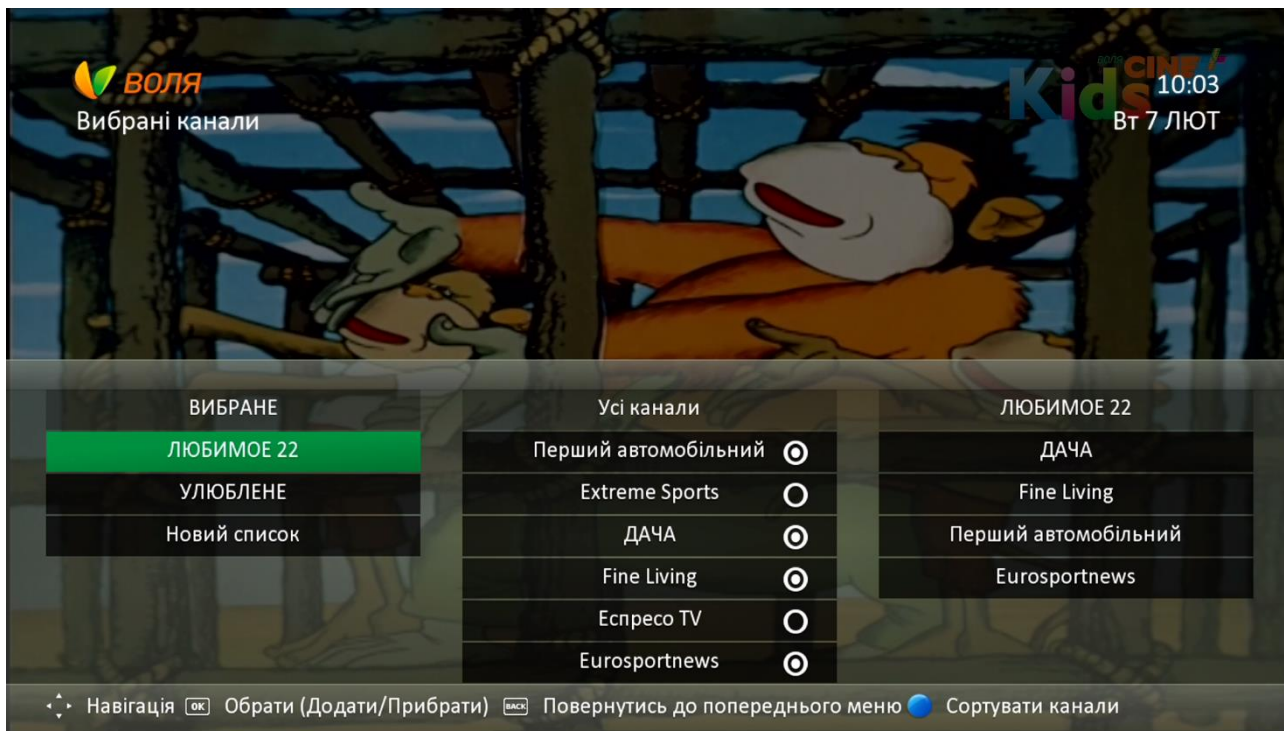 воля
Вибрані канали
воля CINE
Kids
10:03
Вт 7 ЛЮТ
ВИБРАНЕ
ЛЮБИМОЕ 22
УЛЮБЛЕНЕ
Новий список
Усі канали
Перший автомобільний
Extreme Sports
ДАЧА
Fine Living
Еспресо TV
Eurosportnews
ЛЮБИМОЕ 22
ДАЧА
Fine Living
Перший автомобільний
Eurosportnews
Навігація OK Обрати (Додати/Прибрати) BACK Повернутись до попереднього меню Сортувати канали